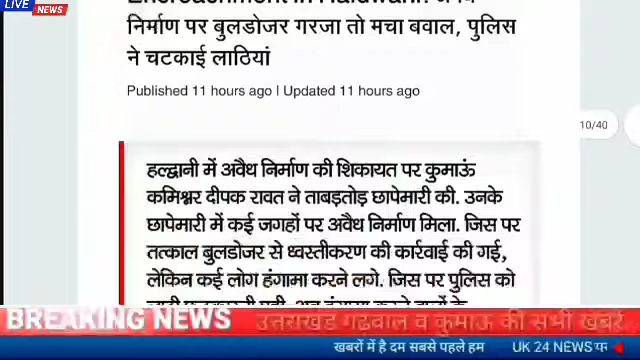 LIVE
NEWS
निर्माण पर बुलडोजर गरजा तो मचा बवाल, पुलिस
ने चटकाई लाठियां
Published 11 hours ago | Updated 11 hours ago
10/40
हल्द्वानी में अवैध निर्माण की शिकायत पर कुमाऊं
कमिश्नर दीपक रावत ने ताबड़तोड़ छापेमारी की. उनके
छापेमारी में कई जगहों पर अवैध निर्माण मिला. जिस पर
तत्काल बुलडोजर से ध्वस्तीकरण की कार्रवाई की गई,
लेकिन कई लोग हंगामा करने लगे. जिस पर पुलिस को
BREAKING NEWS
उत्तराखंड गढवाल व कुमाऊ की सभी खबरें
खबरों में है दम सबसे पहले हम
UK 24 NEWS पर